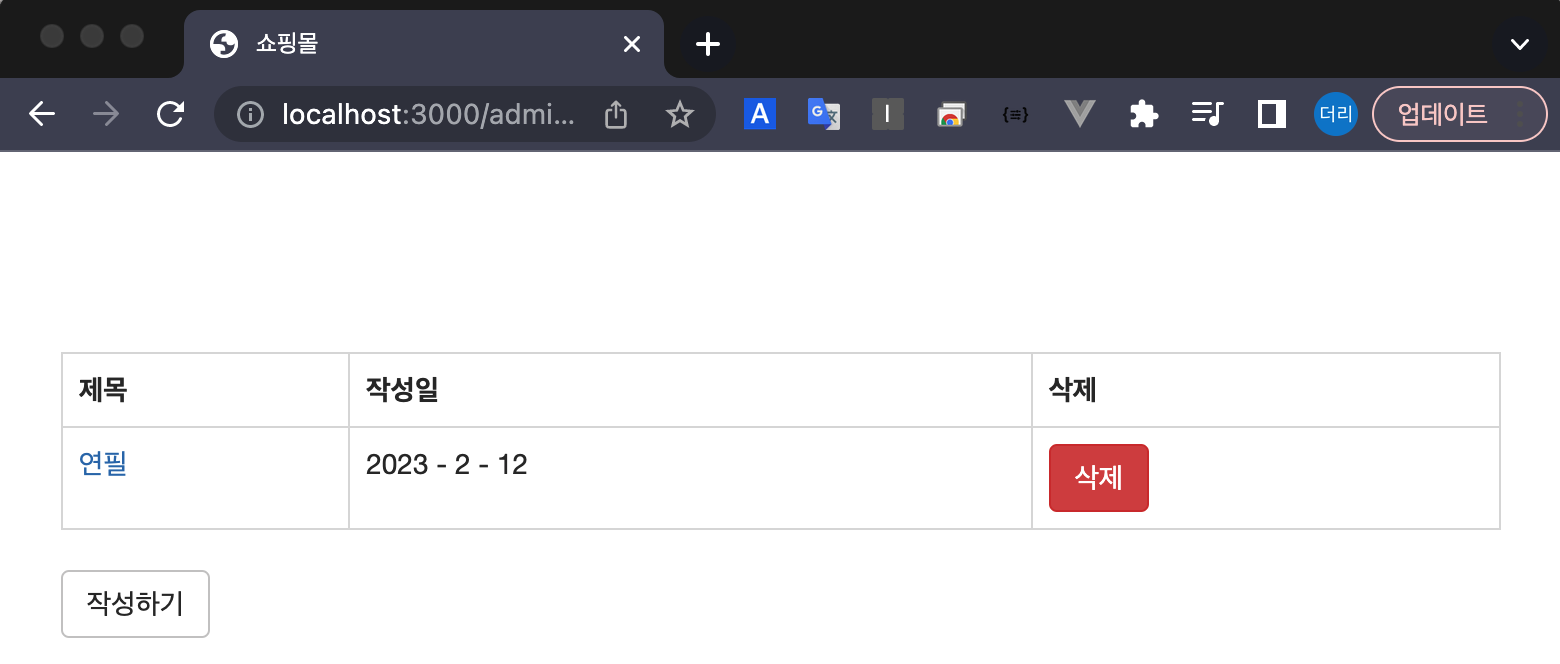 쇼핑몰
localhost:3000/admi...
A
G 文
I
{≡}
더리
업데이트
제목 작성일 삭제
연필 2023 - 2 - 12 삭제
작성하기